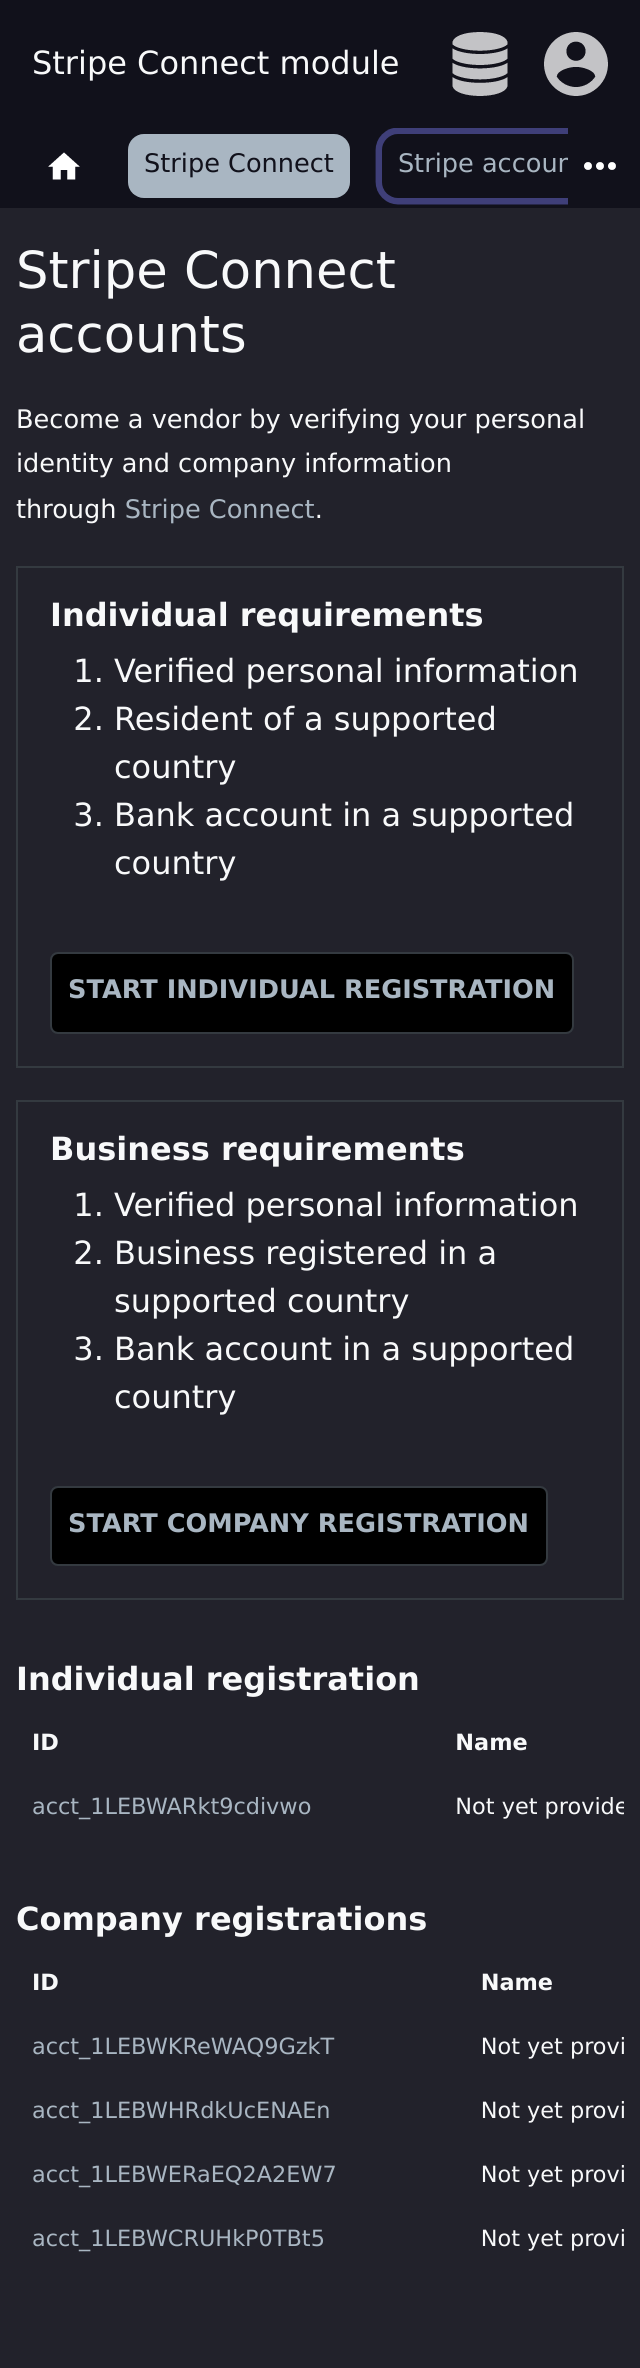 Stripe Connect module
Stripe Connect
Stripe accour
Stripe Connect
accounts
Become a vendor by verifying your personal
identity and company information
through Stripe Connect.
Individual requirements
1. Verified personal information
2. Resident of a supported
country
3. Bank account in a supported
country
START INDIVIDUAL REGISTRATION
Business requirements
1. Verified personal information
2. Business registered in a
supported country
3. Bank account in a supported
country
START COMPANY REGISTRATION
Individual registration
ID Name
acct_1LEBWARkt9cdivwo Not yet provide
Company registrations
ID Name
acct_1LEBWKReWAQ9GzkT Not yet provi
acct_1LEBWHRdkUcENAEn Not yet provi
acct_1LEBWERaEQ2A2EW7 Not yet provi
acct_1LEBWCRUHkP0TBt5 Not yet provi